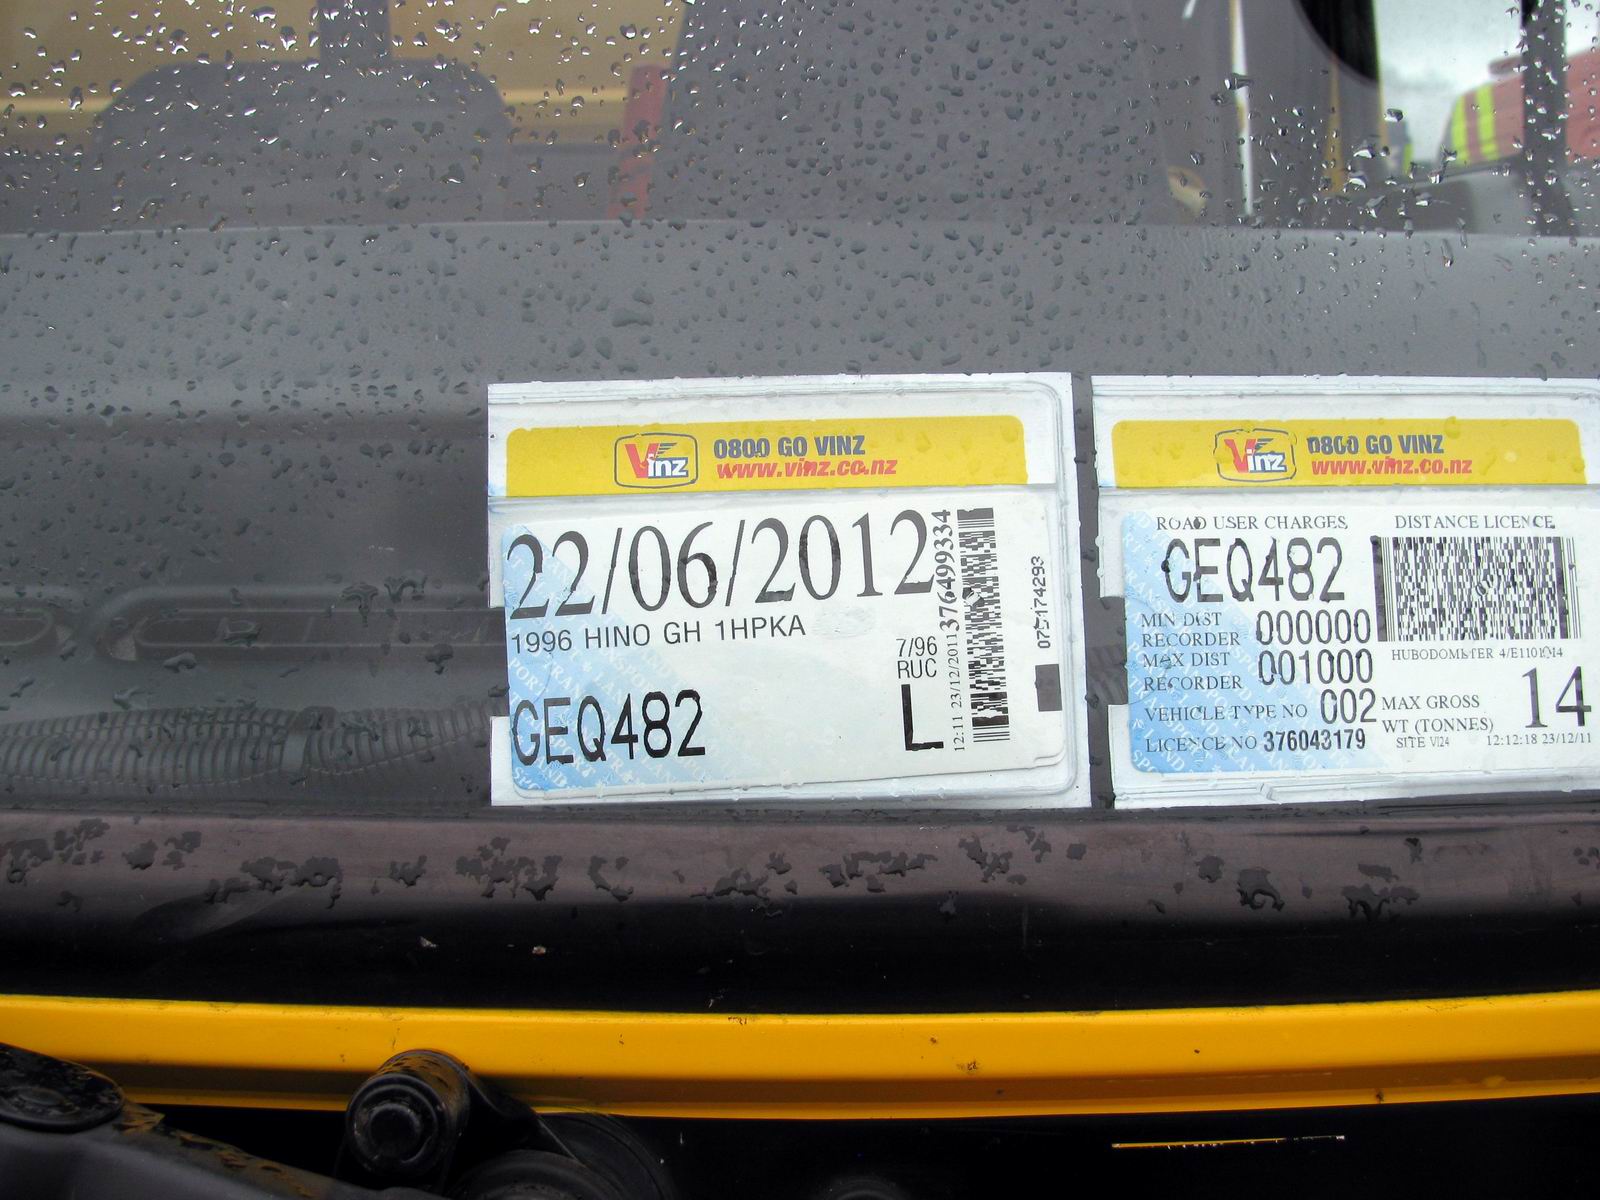 Vinz
0800 GO VINZ
www.vinz.co.nz
22/06/2012
1996 HINO GH 1HPKA
7/96
RUC
GEQ482
L
12:11 23/12/2011
376499334
Vinz
0800 GO VINZ
www.vinz.co.nz
ROAD USER CHARGES DISTANCE LICENCE
GEQ482
MIN DIST
RECORDER 000000
HUBODOMETER
MAX DIST
RECORDER 001000
VEHICLE TYPE NO 002
MAX GROSS
WT (TONNES) 14
LICENCE NO 376043179
SITE VI24 12:12:18 23/12/11